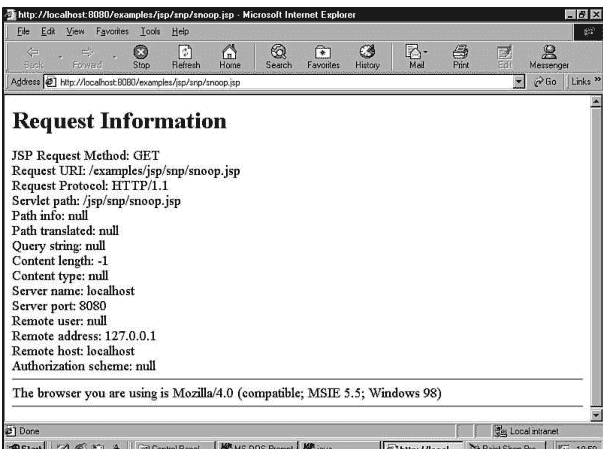 http://localhost:8080/examples/jsp/snp/snoop.jsp - Microsoft Internet Explorer
File Edit View Favorites Tools Help
Back Forward Stop Refresh Home Search Favorites History Mail Print Edit Messenger
Address http://localhost:8080/examples/jsp/snp/snoop.jsp Go Links »
Request Information
JSP Request Method: GET
Request URI: /examples/jsp/snp/snoop.jsp
Request Protocol: HTTP/1.1
Servlet path: /jsp/snp/snoop.jsp
Path info: null
Path translated: null
Query string: null
Content length: -1
Content type: null
Server name: localhost
Server port: 8080
Remote user: null
Remote address: 127.0.0.1
Remote host: localhost
Authorization scheme: null
The browser you are using is Mozilla/4.0 (compatible; MSIE 5.5; Windows 98)
Done Local intranet
Start Control Panel MS-DOS Prompt